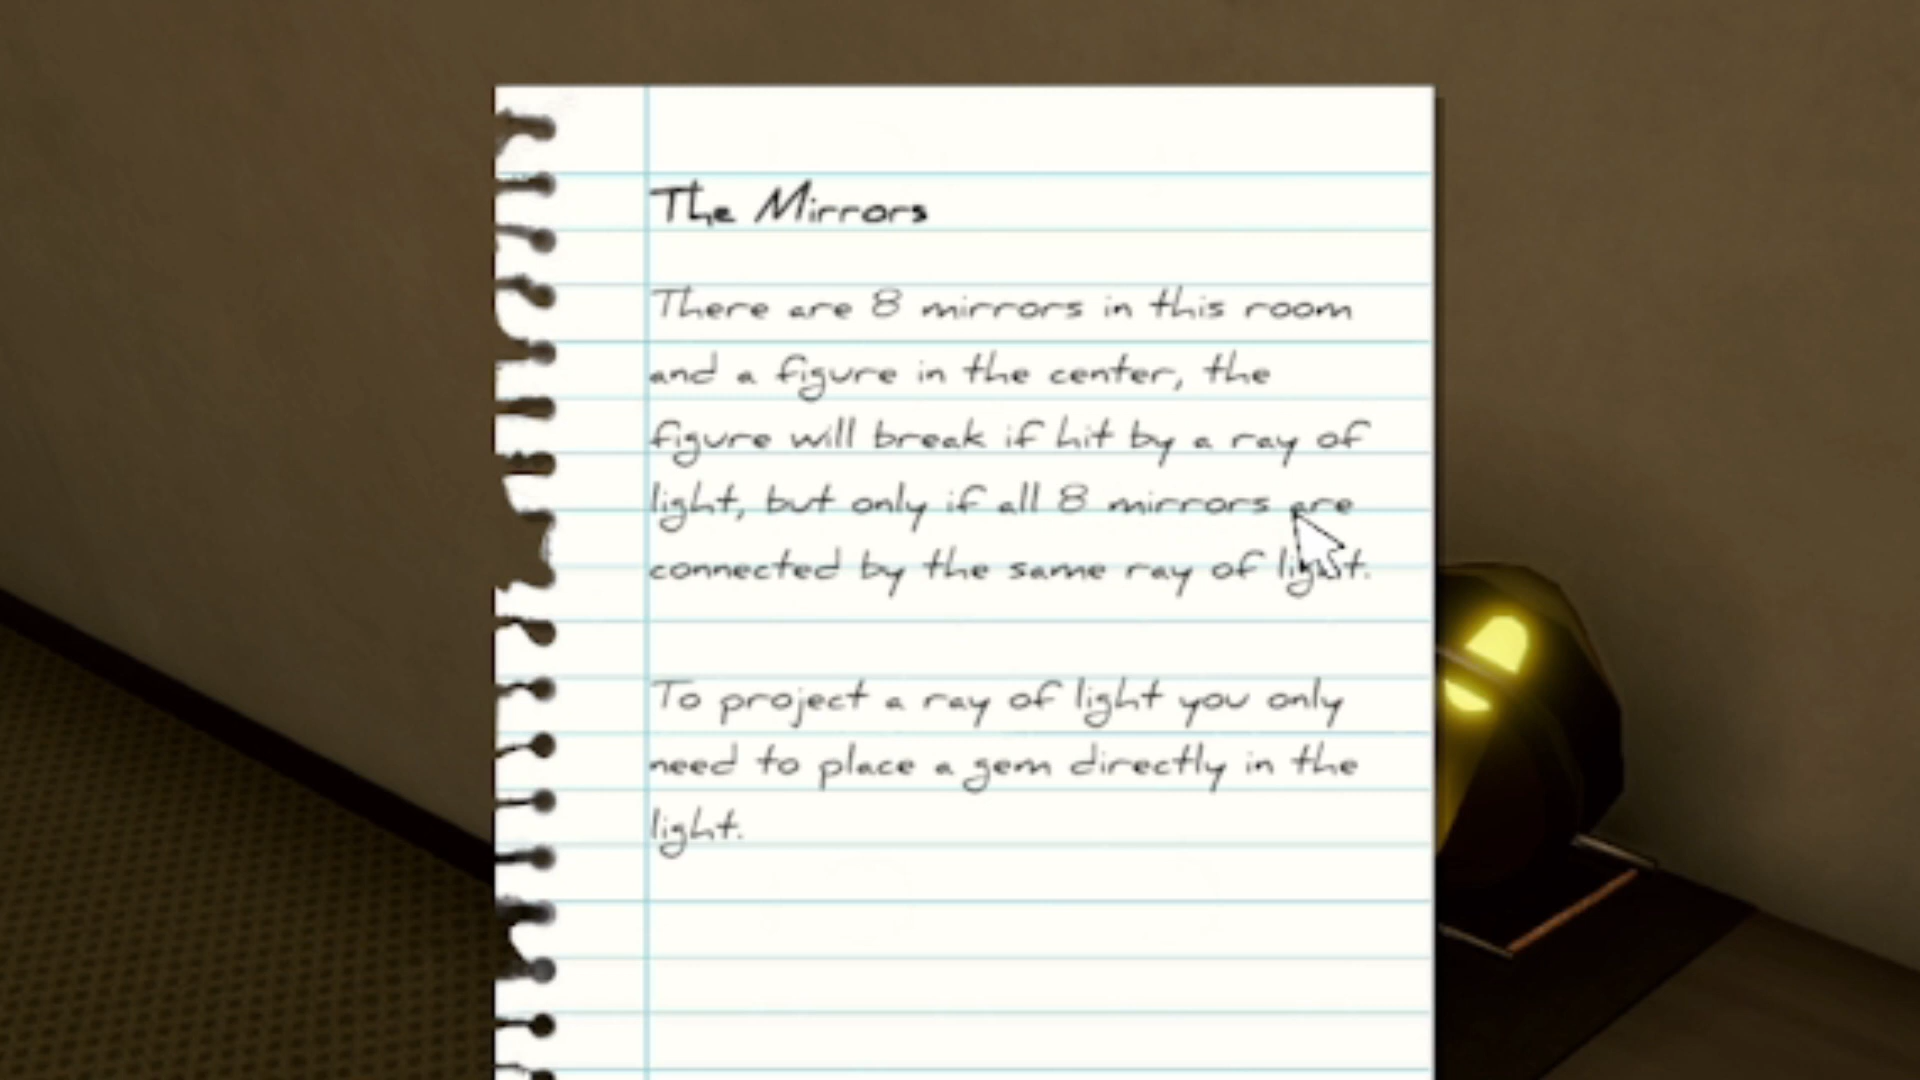 The Mirrors
There are 8 mirrors in this room
and a figure in the center, the
figure will break if hit by a ray of
light, but only if all 8 mirrors are
connected by the same ray of light.
To project a ray of light you only
need to place a gem directly in the
light.